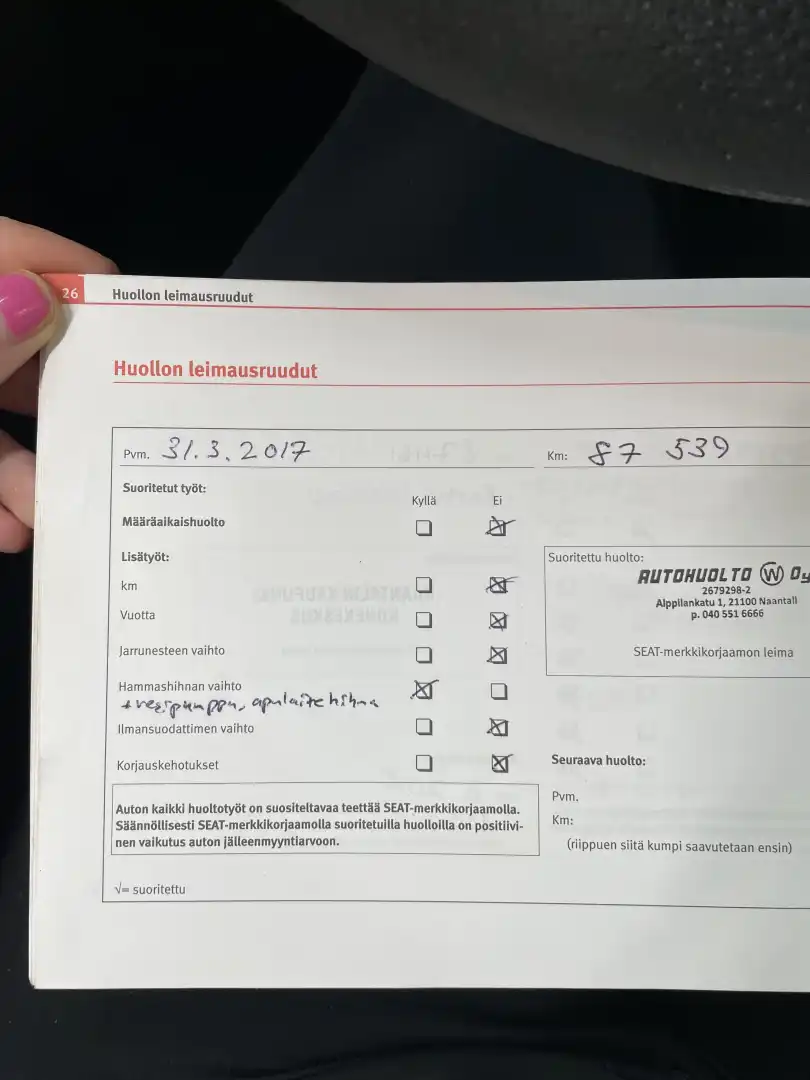 26 Huollon leimausruudut
Huollon leimausruudut
Pvm. 31.3.2017 Km: 87 539
Suoritetut työt:
Kyllä Ei
Määräaikaishuolto
Lisätyöt:
km
Vuotta
Jarrunesteen vaihto
Hammashihnan vaihto
+vesipumppu, apulaitehihna
Ilmansuodattimen vaihto
Korjauskehotukset
Suoritettu huolto:
AUTOHUOLTO W Oy
2679298-2
Alppilankatu 1, 21100 Naantali
p. 040 551 6666
SEAT-merkkikorjaamon leima
Auton kaikki huoltotyöt on suositeltavaa teettää SEAT-merkkikorjaamolla.
Säännöllisesti SEAT-merkkikorjaamolla suoritetuilla huolloilla on positiivi-
nen vaikutus auton jälleenmyyntiarvoon.
Seuraava huolto:
Pvm.
Km:
(riippuen siitä kumpi saavutetaan ensin)
√= suoritettu